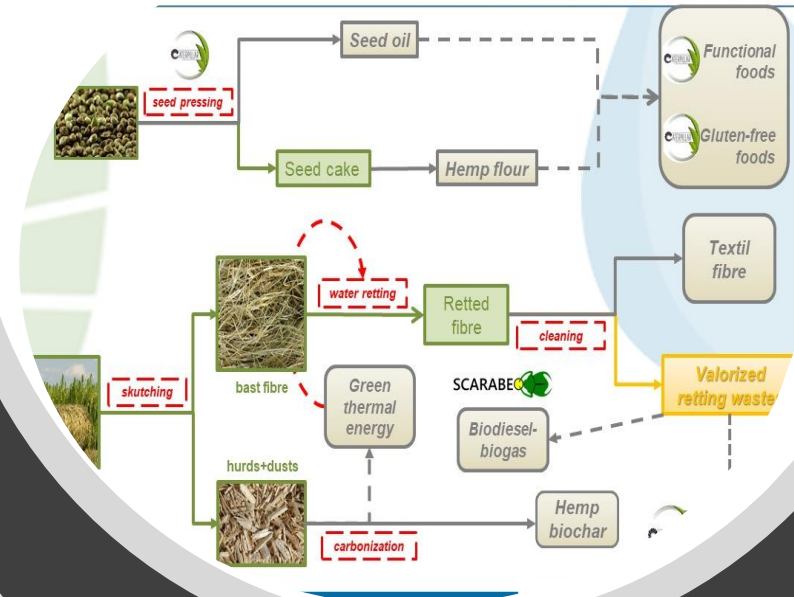 Seed oil
Functional
foods
seed pressing
Gluten-free
foods
Seed cake
Hemp flour
Textil
fibre
water retting
Retted
fibre
cleaning
bast fibre
Green
thermal
energy
SCARABEO
Valorized
retting waste
skutching
Biodiesel-
biogas
hurds+dusts
Hemp
biochar
carbonization